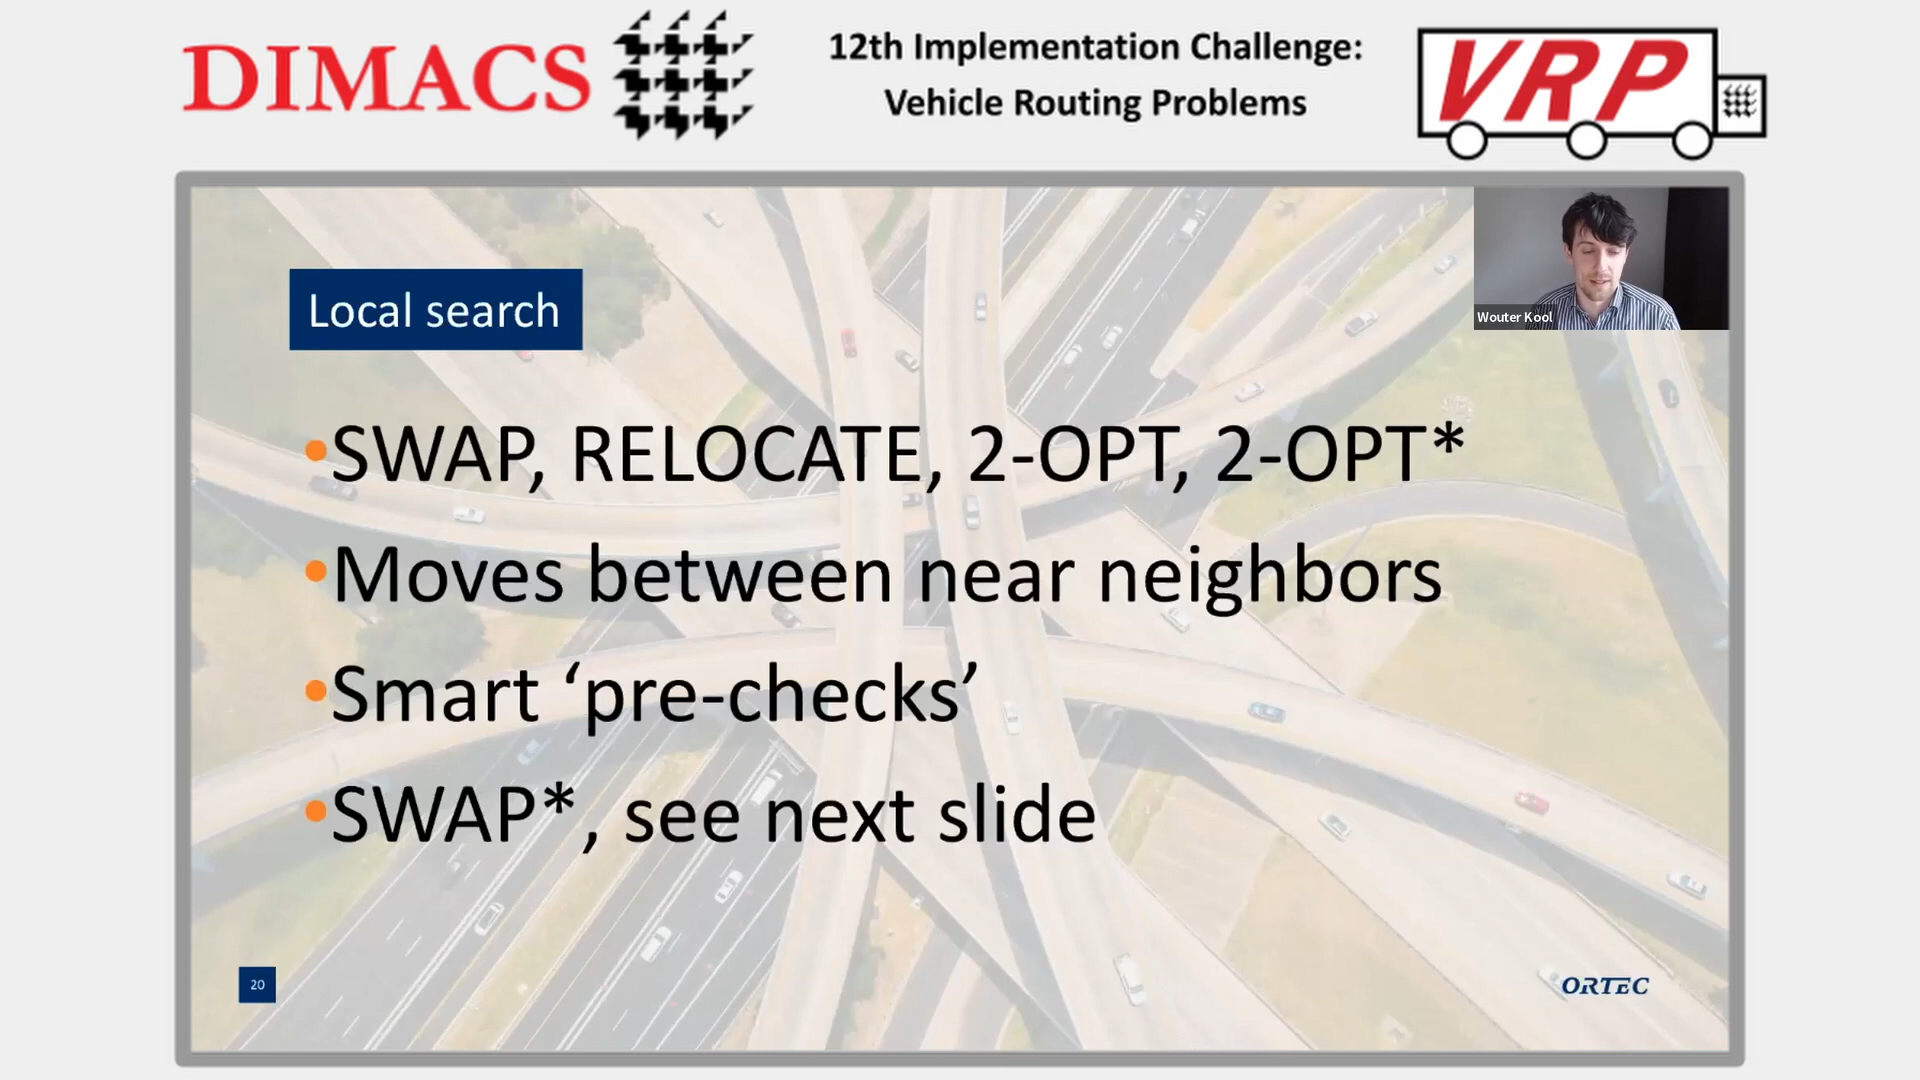 DIMACS
12th Implementation Challenge:
Vehicle Routing Problems
VRP
Wouter Kool
Local search
•SWAP, RELOCATE, 2-OPT, 2-OPT*
•Moves between near neighbors
•Smart ‘pre-checks’
•SWAP*, see next slide
20
ORTEC